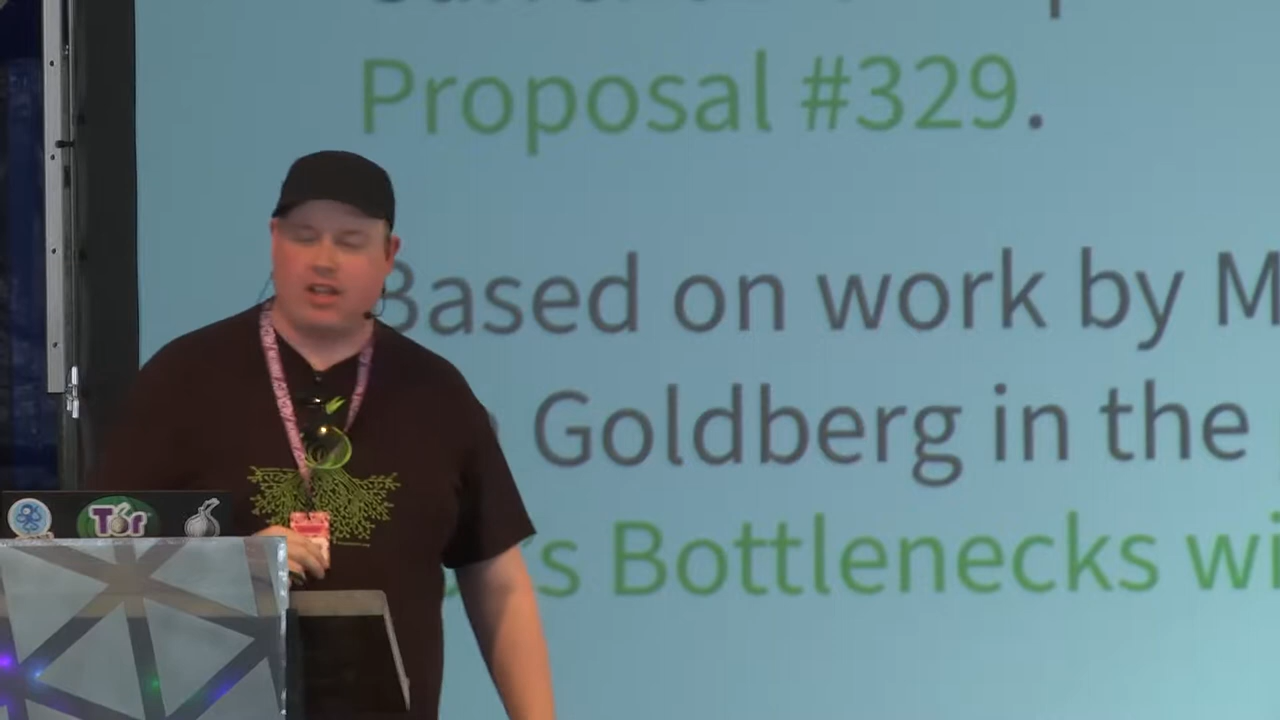 Proposal #329.
Based on work by M
Goldberg in the
s Bottlenecks wi
Tor